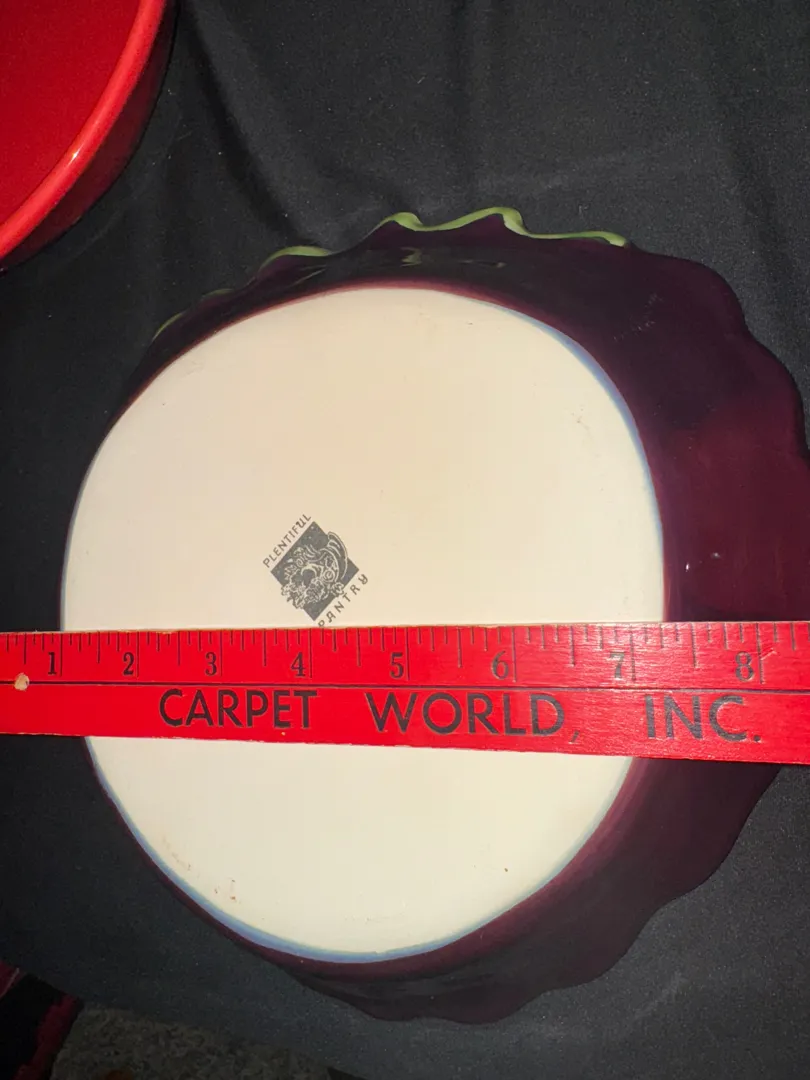 PLENTIFUL
PANTRY
1 2 3 4 5 6 7 8
CARPET WORLD, INC.